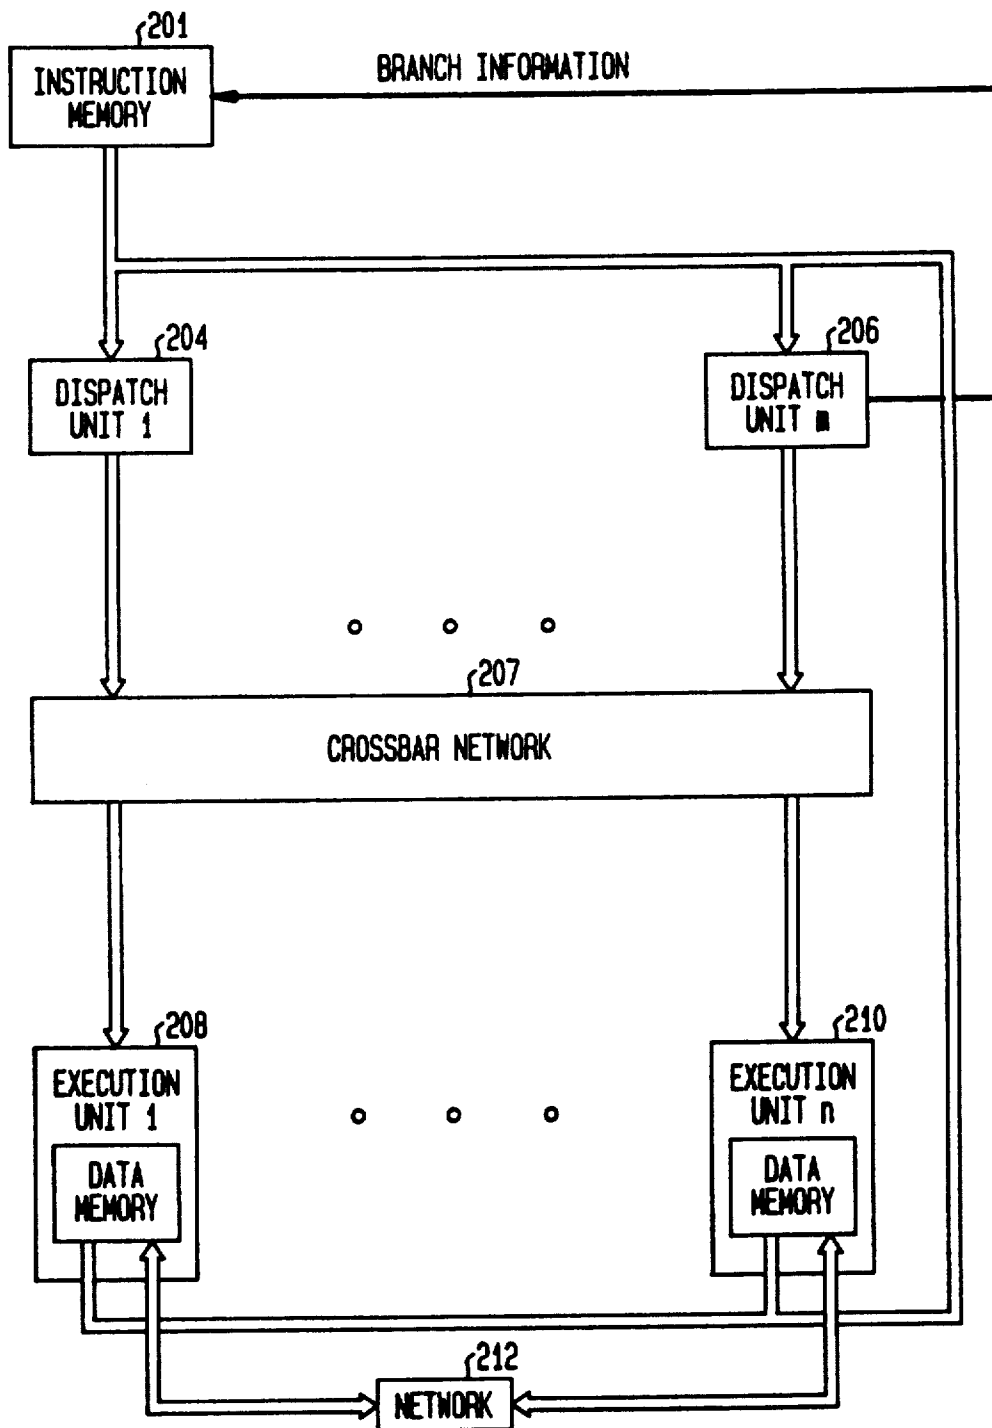 201
INSTRUCTION
MEMORY
BRANCH INFORMATION
204
DISPATCH
UNIT 1
206
DISPATCH
UNIT m
207
CROSSBAR NETWORK
208
EXECUTION
UNIT 1
DATA
MEMORY
210
EXECUTION
UNIT n
DATA
MEMORY
212
NETWORK